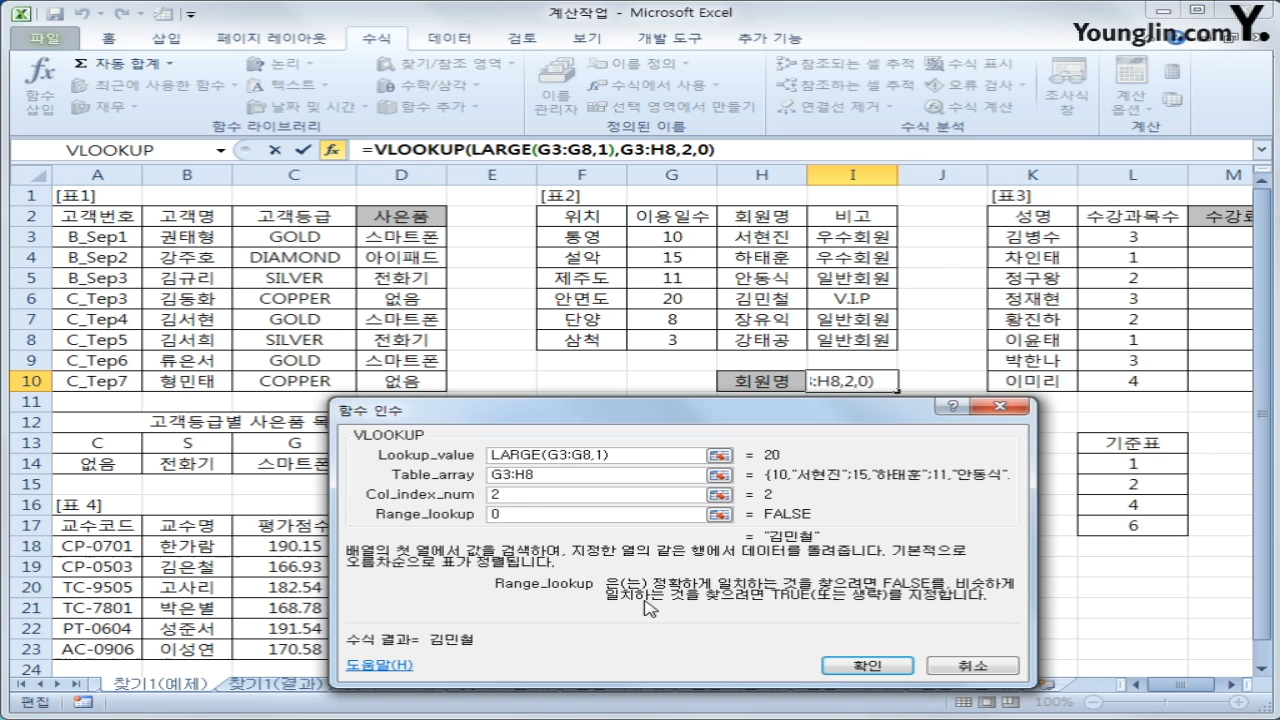 계산작업 - Microsoft Excel
Younglin.com Y.
파일 홈 삽입 페이지 레이아웃 수식 데이터 검토 보기 개발 도구 추가 기능
fx 함수 삽입
Σ 자동 합계 논리 찾기/참조 영역
최근에 사용한 함수 텍스트 수학/삼각
재무 날짜 및 시간 함수 추가
함수 라이브러리
이름 관리자
이름 정의
수식에서 사용
선택 영역에서 만들기
정의된 이름
참조되는 셀 추적 수식 표시
참조하는 셀 추적 오류 검사
연결선 제거 수식 계산
조사식 창
수식 분석
계산 옵션
계산
VLOOKUP fx =VLOOKUP(LARGE(G3:G8,1),G3:H8,2,0)
A B C D E F G H I J K L M
1 [표1] [표2] [표3]
2 고객번호 고객명 고객등급 사은품 위치 이용일수 회원명 비고 성명 수강과목수
3 B_Sep1 권태형 GOLD 스마트폰 통영 10 서현진 우수회원 김병수 3
4 B_Sep2 강주호 DIAMOND 아이패드 설악 15 하태훈 우수회원 차인태 1
5 B_Sep3 김규리 SILVER 전화기 제주도 11 안동식 일반회원 정구왕 2
6 C_Tep3 김동화 COPPER 없음 안면도 20 김민철 V.I.P 정재현 3
7 C_Tep4 김서현 GOLD 스마트폰 단양 8 장유익 일반회원 황진하 2
8 C_Tep5 김서희 SILVER 전화기 삼척 3 강태공 일반회원 이윤태 1
9 C_Tep6 류은서 GOLD 스마트폰 박한나 3
10 C_Tep7 형민태 COPPER 없음 회원명 :H8,2,0) 이미리 4
11
12 고객등급별 사은품 목
13 C S G 기준표
14 없음 전화기 스마트폰 1
15 2
16 [표 4] 4
17 교수코드 교수명 평가점수 6
18 CP-0701 한가람 190.15
19 CP-0503 김은철 166.93
20 TC-9505 고사리 182.54
21 TC-7801 박은별 168.78
22 PT-0604 성준서 191.54
23 AC-0906 이성연 170.58
24
함수 인수
VLOOKUP
Lookup_value LARGE(G3:G8,1) = 20
Table_array G3:H8 = {10,"서현진";15,"하태훈";11,"안동식".
Col_index_num 2 = 2
Range_lookup 0 = FALSE
= "김민철"
배열의 첫 열에서 값을 검색하며, 지정한 열의 같은 행에서 데이터를 돌려줍니다. 기본적으로
오름차순으로 표가 정렬됩니다.
Range_lookup 은(는) 정확하게 일치하는 것을 찾으려면 FALSE를, 비슷하게
일치하는 것을 찾으려면 TRUE(또는 생략)를 지정합니다.
수식 결과= 김민철
도움말(H) 확인 취소
찾기1(예제) 찾기1(결과)
편집 100%